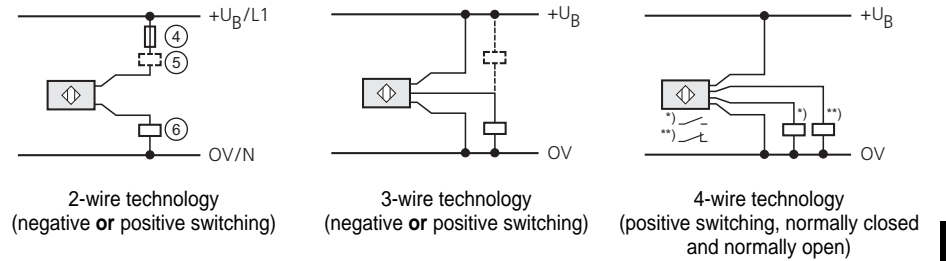 +UB/L1
4
5
6
OV/N
2-wire technology
(negative or positive switching)
+UB
OV
3-wire technology
(negative or positive switching)
+UB
*)
**)
*)
**)
OV
4-wire technology
(positive switching, normally closed
and normally open)